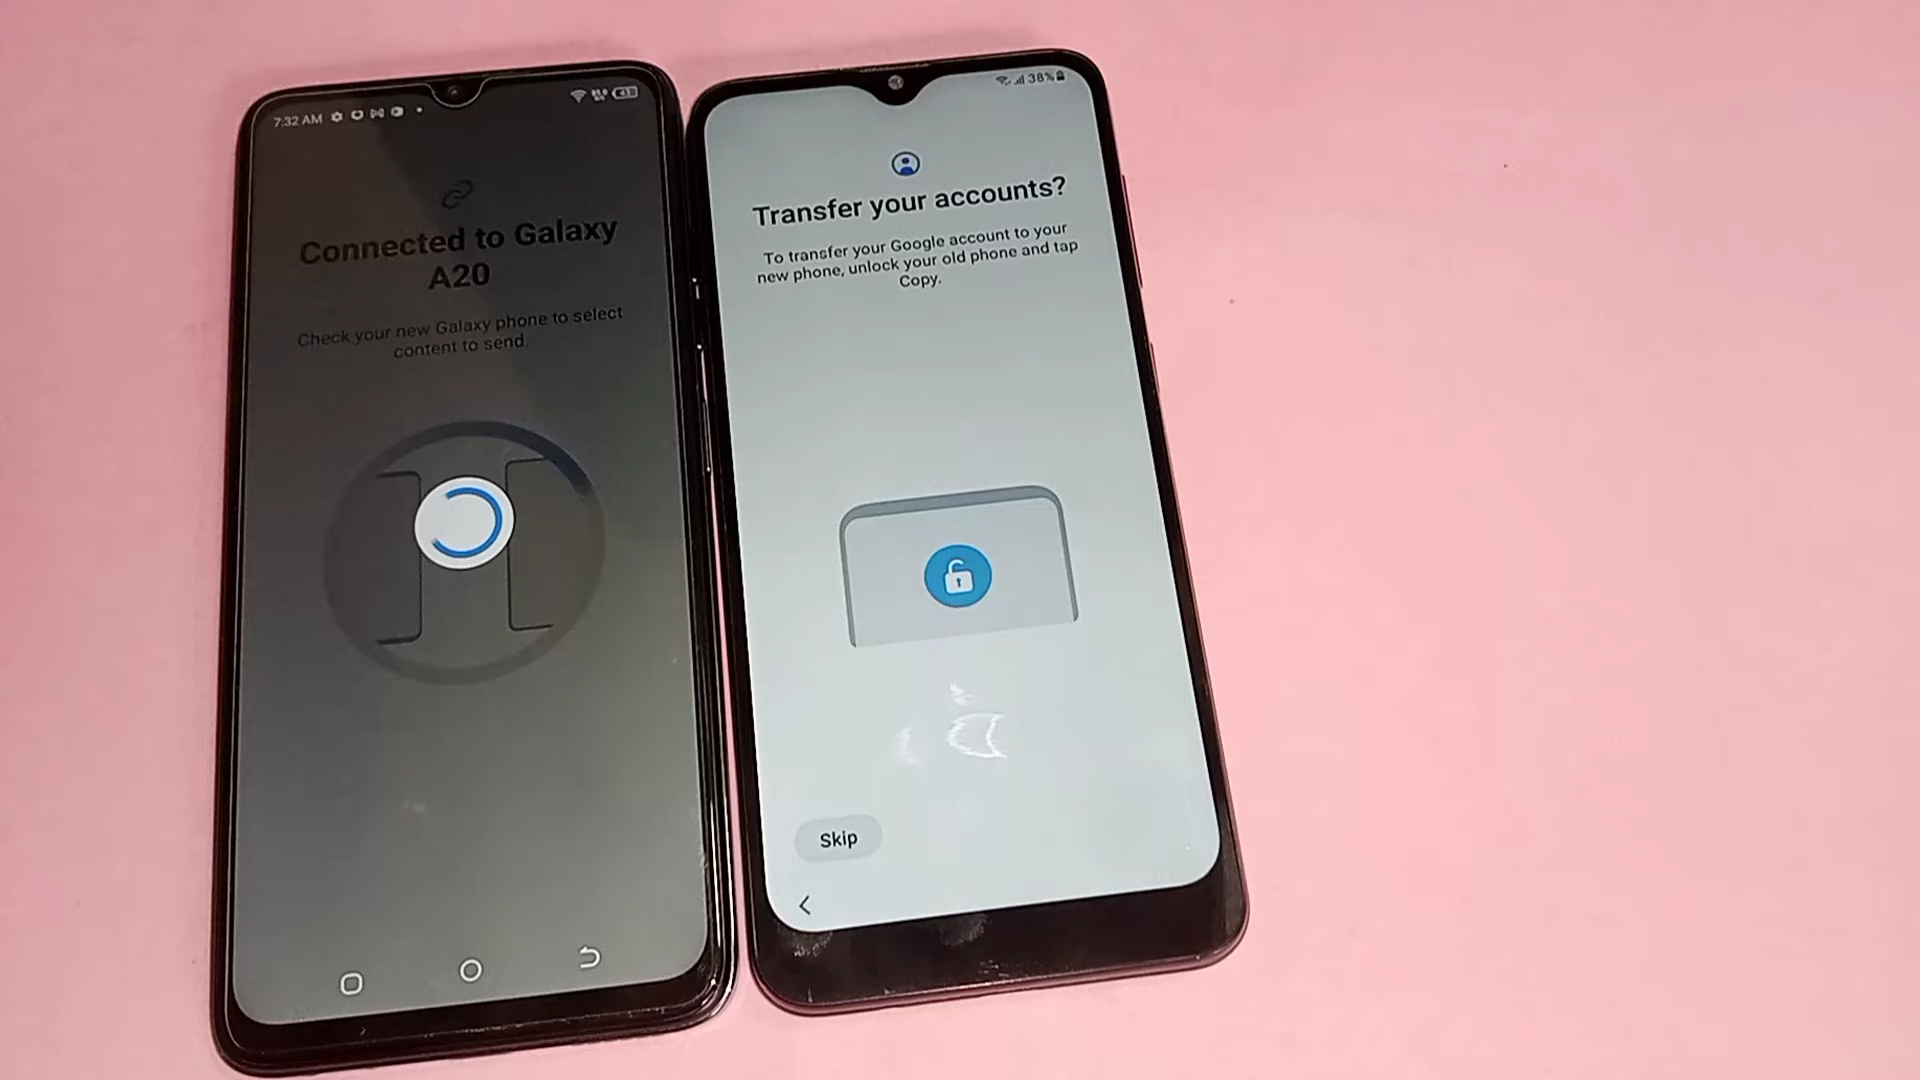 7:32 AM
Connected to Galaxy
A20
Check your new Galaxy phone to select
content to send.
38%
Transfer your accounts?
To transfer your Google account to your
new phone, unlock your old phone and tap
Copy.
Skip